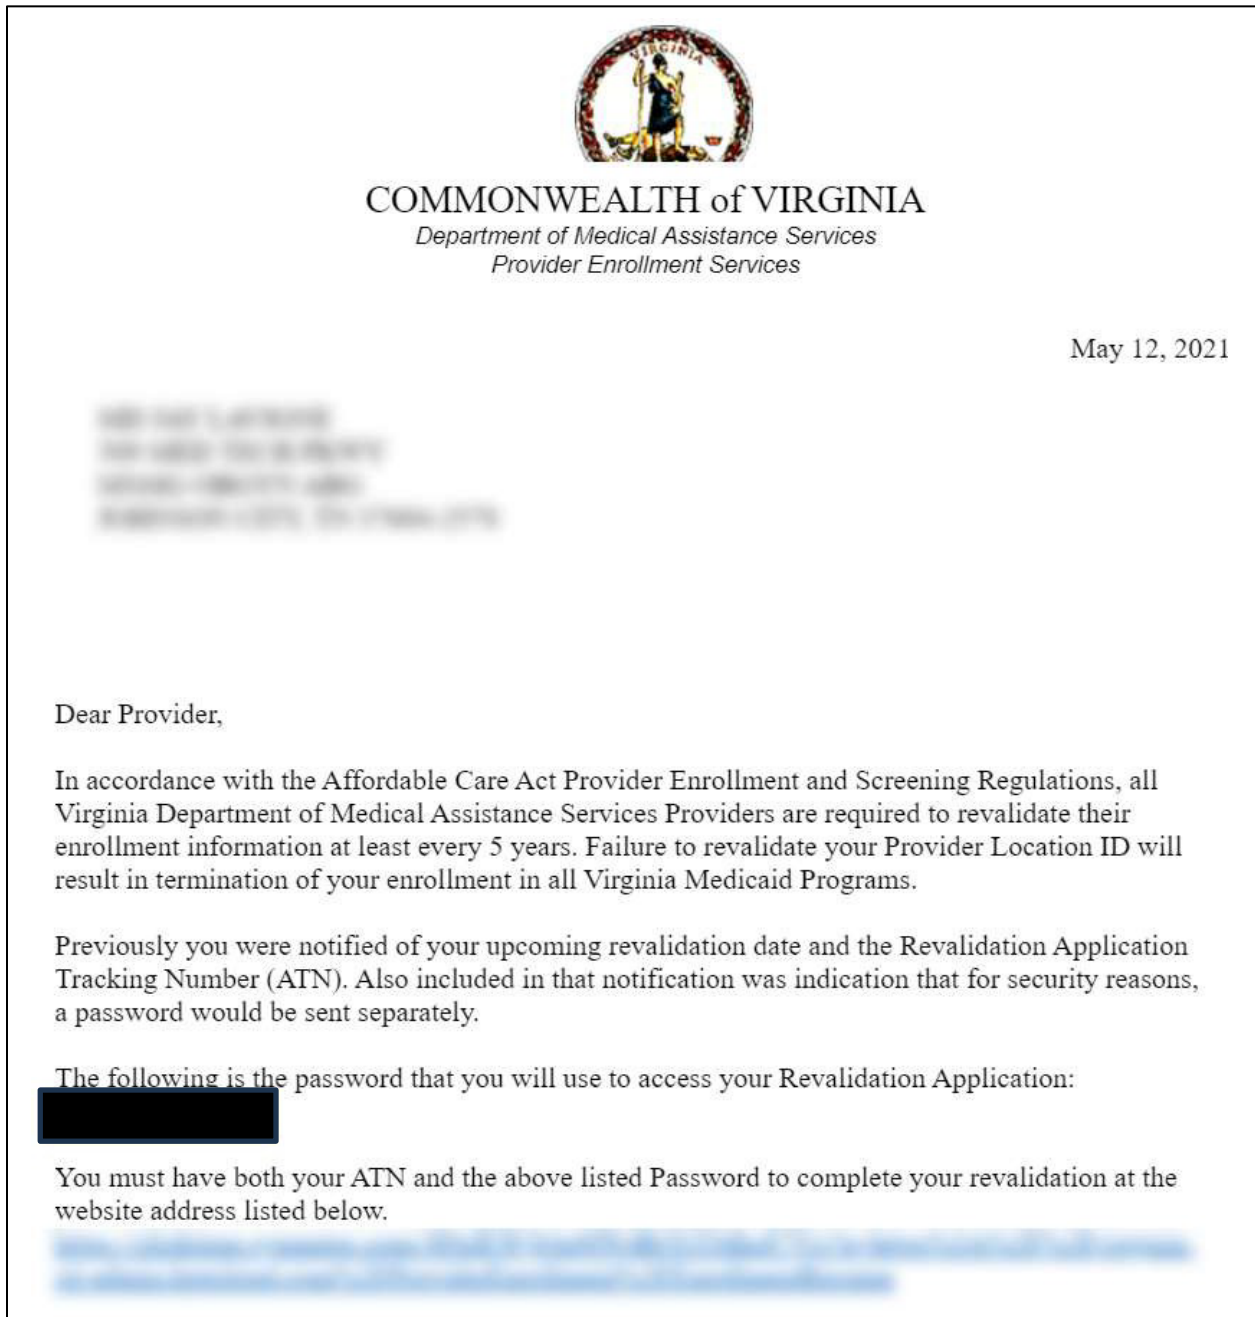 VIRGINIA
COMMONWEALTH of VIRGINIA
Department of Medical Assistance Services
Provider Enrollment Services
May 12, 2021
Dear Provider,
In accordance with the Affordable Care Act Provider Enrollment and Screening Regulations, all
Virginia Department of Medical Assistance Services Providers are required to revalidate their
enrollment information at least every 5 years. Failure to revalidate your Provider Location ID will
result in termination of your enrollment in all Virginia Medicaid Programs.
Previously you were notified of your upcoming revalidation date and the Revalidation Application
Tracking Number (ATN). Also included in that notification was indication that for security reasons,
a password would be sent separately.
The following is the password that you will use to access your Revalidation Application:
You must have both your ATN and the above listed Password to complete your revalidation at the
website address listed below.